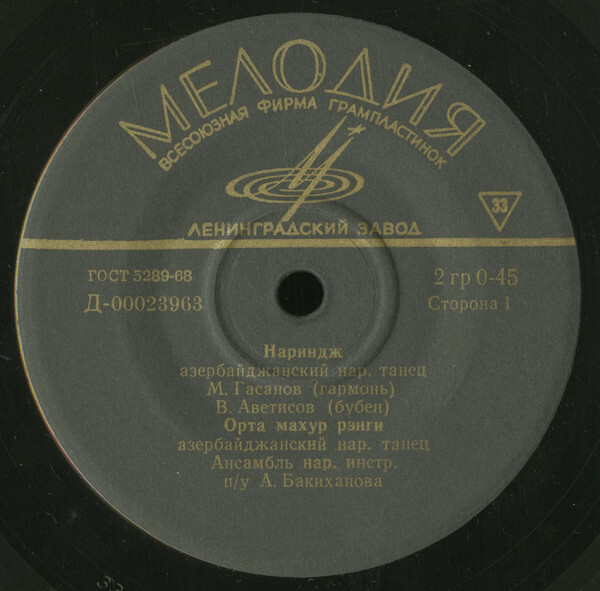 МЕЛОДИЯ
ВСЕСОЮЗНАЯ ФИРМА ГРАМПЛАСТИНОК
ЛЕНИНГРАДСКИЙ ЗАВОД
33
ГОСТ 5289-68
2 гр 0-45
Д-00023963
Сторона 1
Нариндж
азербайджанский нар. танец
М. Гасанов (гармонь)
В. Аветисов (бубен)
Орта махур рэнги
азербайджанский нар. танец
Ансамбль нар. инстр.
п/у А. Бакиханова